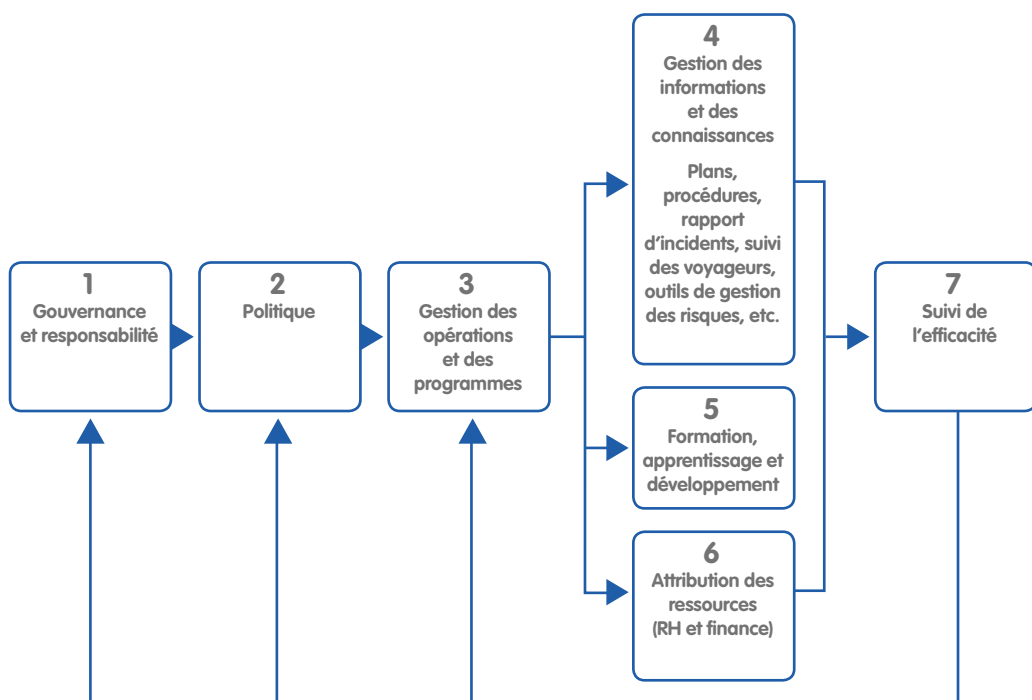 1
Gouvernance
et responsabilité
2
Politique
3
Gestion des
opérations
et des
programmes
4
Gestion des
informations
et des
connaissances
Plans,
procédures,
rapport
d’incidents, suivi
des voyageurs,
outils de gestion
des risques, etc.
5
Formation,
apprentissage et
développement
6
Attribution des
ressources
(RH et finance)
7
Suivi de
l’efficacité